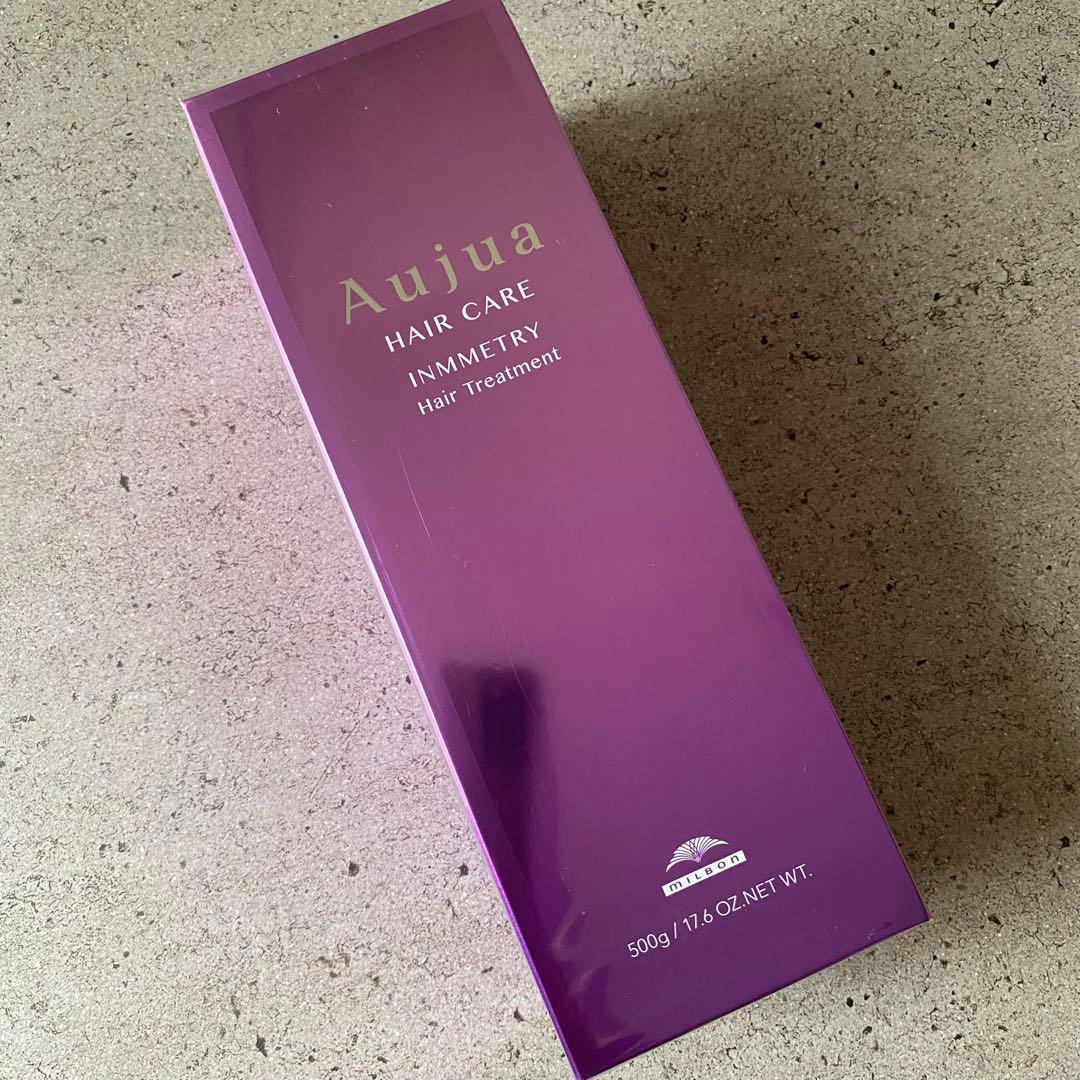 Aujua
HAIR CARE
INMMETRY
Hair Treatment
MILBON
500g / 17.6 OZ.NET WT.